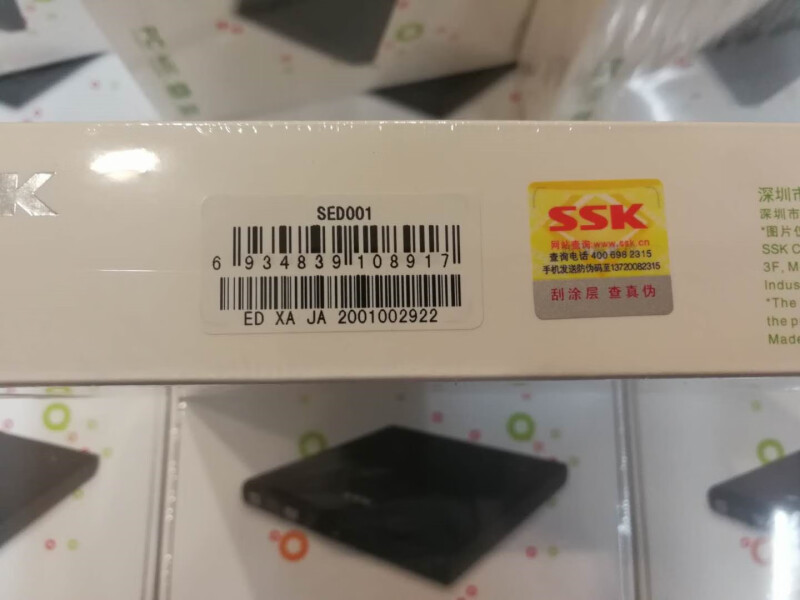 K
SED001
6 934839 108917
ED XA JA 2001002922
SSK
网站查询 www.ssk.cn
查询电话 400 698 2315
手机发送防伪码至13720082315
刮涂层 查真伪
深圳市
深圳市
*图片仅
SSK C
3F, M
Indus
*The
the p
Made